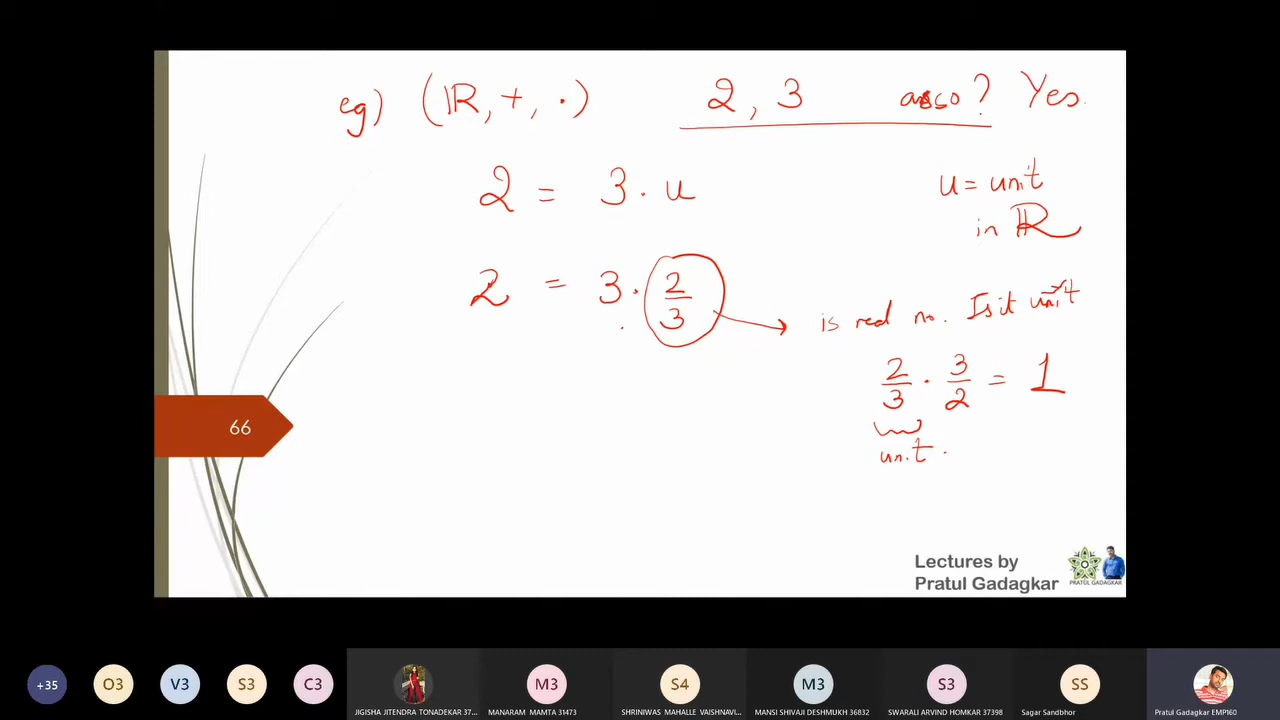 eg) (ℝ, +, ·) 2, 3 asso? Yes.
2 = 3 · u
u = unit
in ℝ
2 = 3 · 2/3
is real no. Is it unit
2/3 · 3/2 = 1
unit.
66
Lectures by
Pratul Gadagkar
PRATUL GADAGKAR
+35
O3
V3
S3
C3
M3
S4
M3
S3
SS
JIGISHA JITENDRA TONADEKAR 37...
MANARAM MAMTA 31473
SHRINIWAS MAHALLE VAISHNAVI...
MANSI SHIVAJI DESHMUKH 36832
SWARALI ARVIND HOMKAR 37398
Sagar Sandbhor
Pratul Gadagkar EMP160